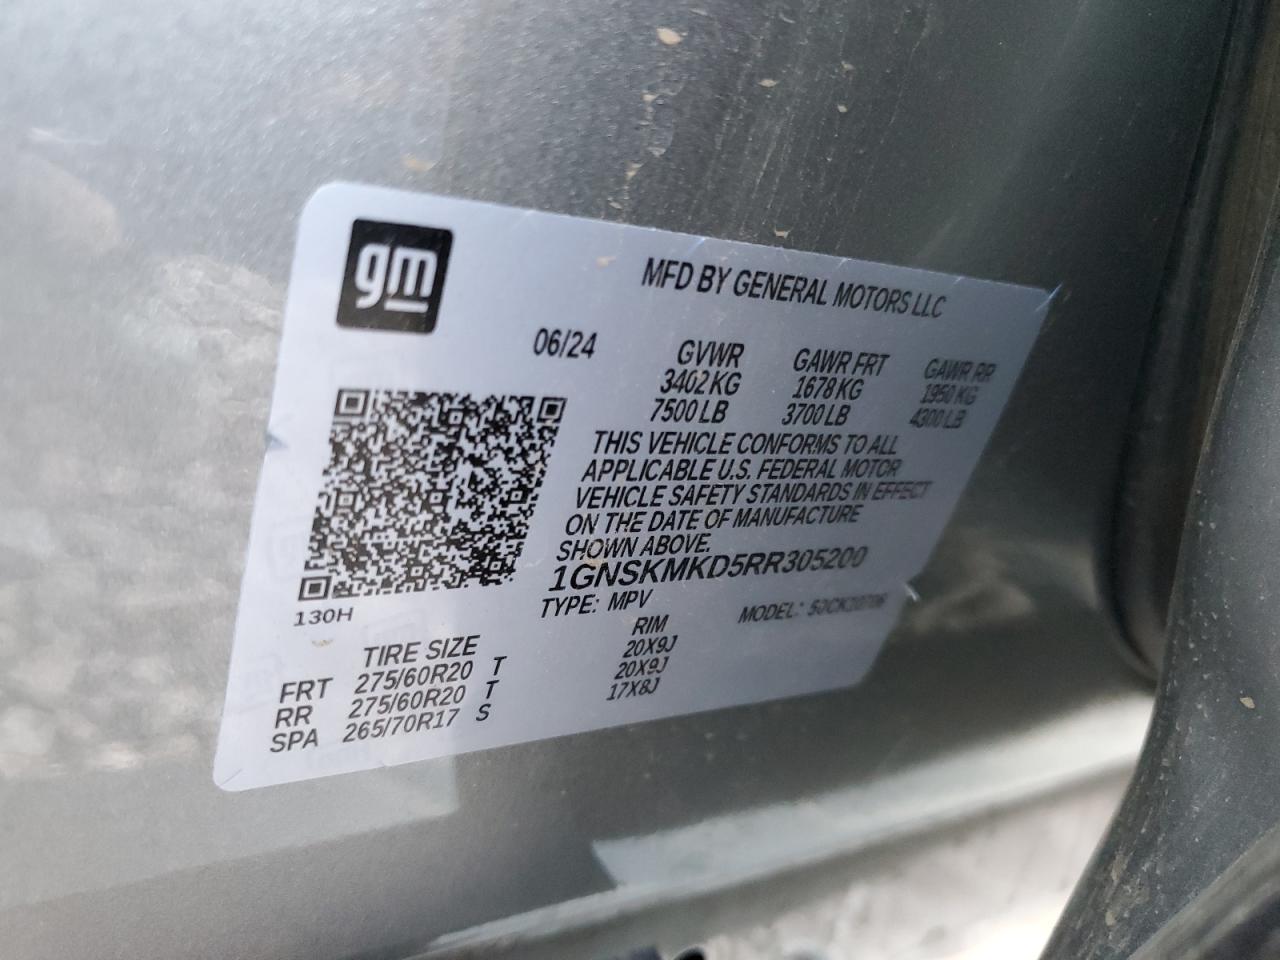 gm
MFD BY GENERAL MOTORS LLC
06/24 GVWR GAWR FRT GAWR RR
3402 KG 1678 KG 1950 KG
7500 LB 3700 LB 4300 LB
THIS VEHICLE CONFORMS TO ALL
APPLICABLE U.S. FEDERAL MOTOR
VEHICLE SAFETY STANDARDS IN EFFECT
ON THE DATE OF MANUFACTURE
SHOWN ABOVE.
1GNSKMKD5RR305200
TYPE: MPV MODEL:
130H
TIRE SIZE RIM
FRT 275/60R20 T 20X9J
RR 275/60R20 T 20X9J
SPA 265/70R17 S 17X8J